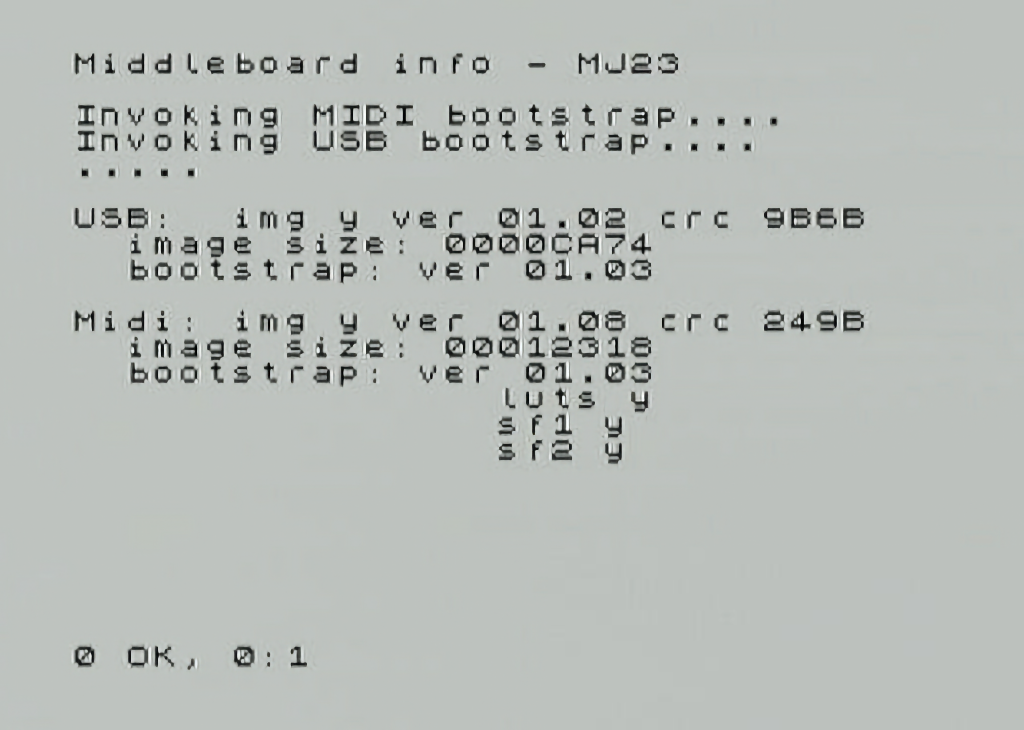 Middleboard info - MJ23
Invoking MIDI bootstrap....
Invoking USB bootstrap....
.....
USB:  img y ver 01.02 crc 9B6B
  image size: 0000CA74
  bootstrap: ver 01.03
Midi: img y ver 01.08 crc 249B
  image size: 00012318
  bootstrap: ver 01.03
                luts y
                sf1 y
                sf2 y
0 OK, 0:1